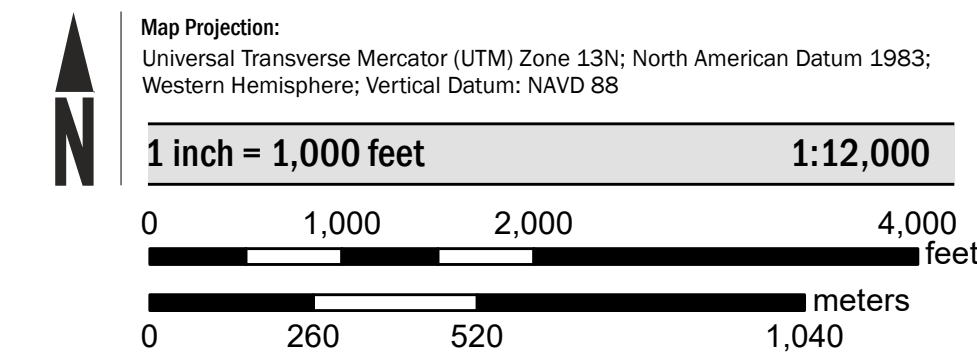 Map Projection:
Universal Transverse Mercator (UTM) Zone 13N; North American Datum 1983;
Western Hemisphere; Vertical Datum: NAVD 88
N
1 inch = 1,000 feet 1:12,000
0 1,000 2,000 4,000
feet
meters
0 260 520 1,040